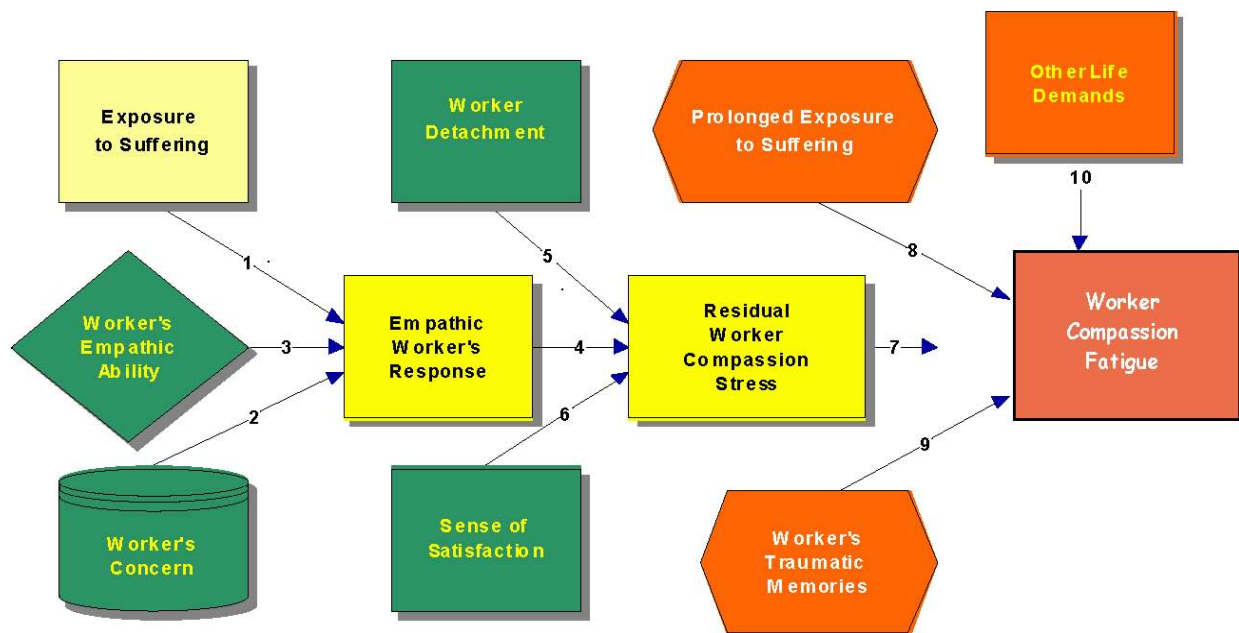 Exposure
to Suffering
Worker
Detachment
Prolonged Exposure
to Suffering
Other Life
Demands
10
1
5
8
Worker's
Empathic
Ability
3
Empathic
Worker's
Response
4
Residual
Worker
Compassion
Stress
7
Worker
Compassion
Fatigue
2
6
9
Worker's
Concern
Sense of
Satisfaction
Worker's
Traumatic
Memories